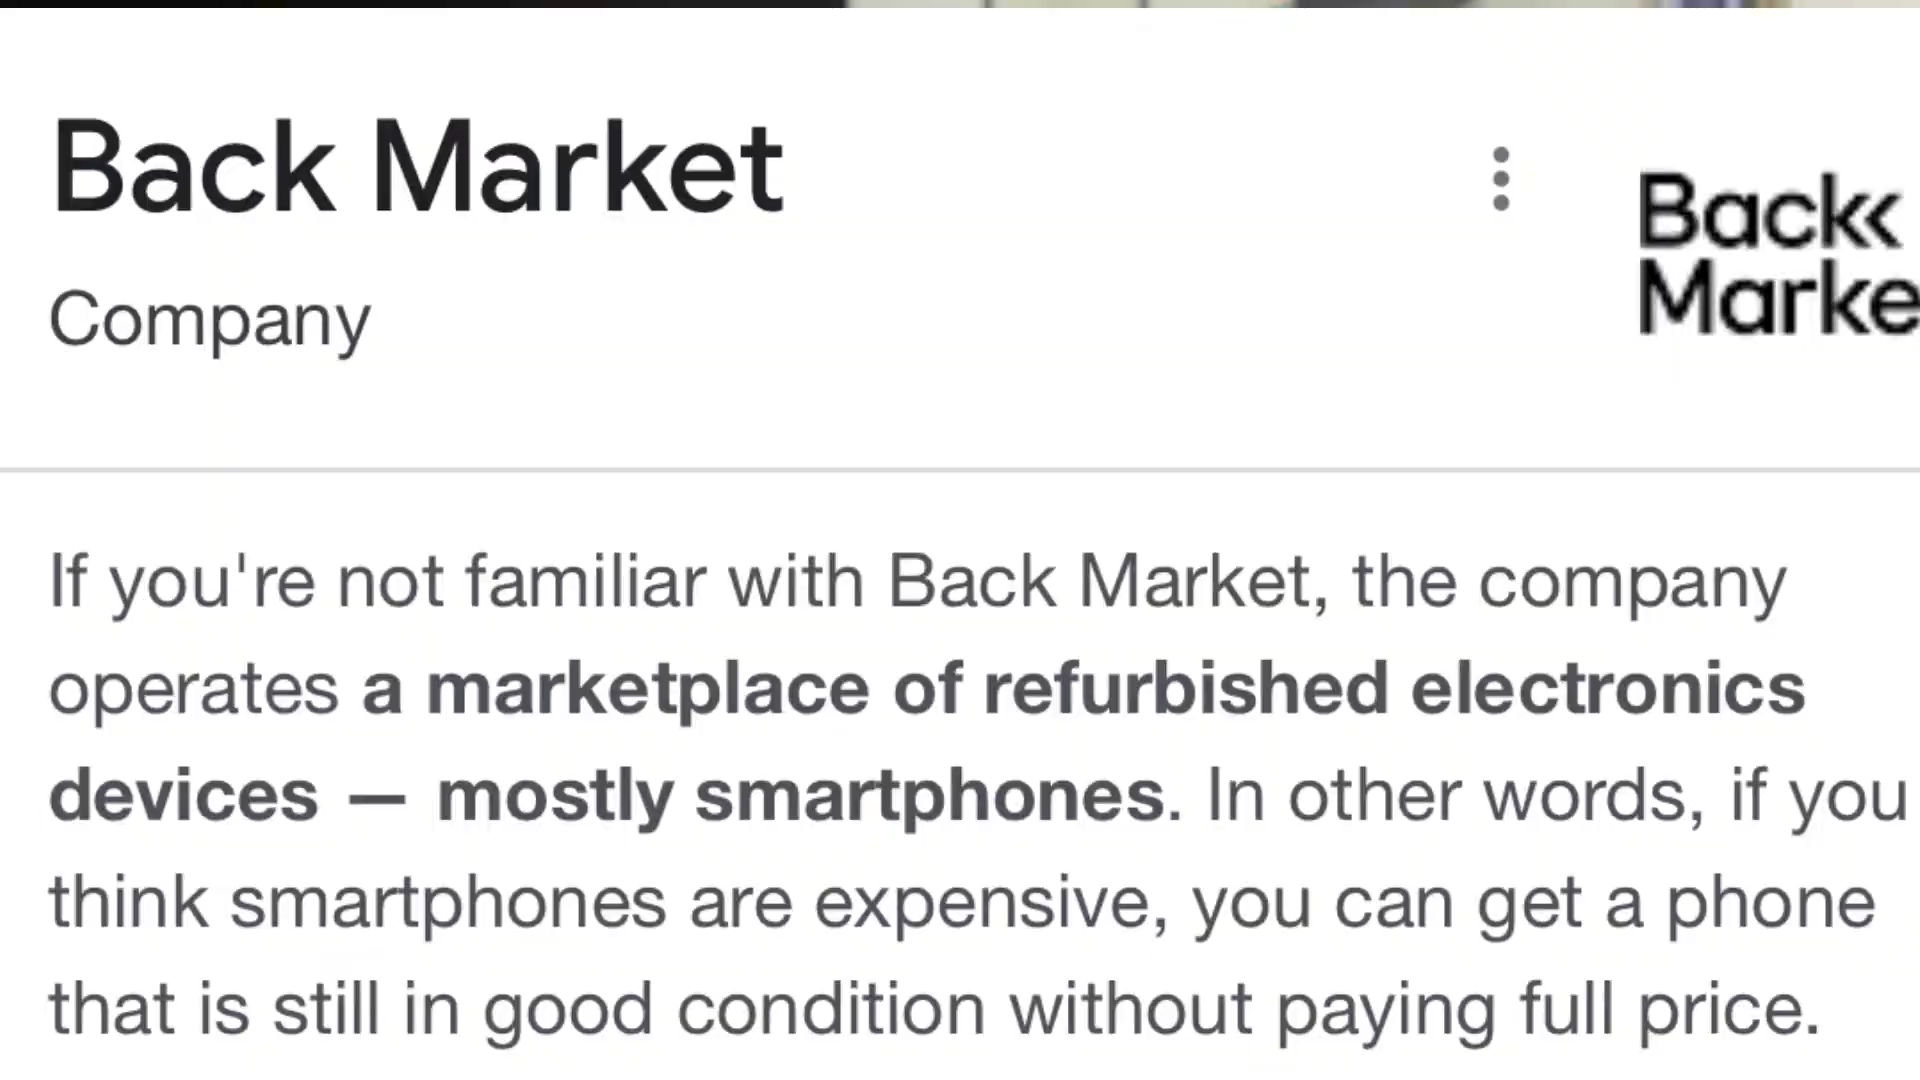 Back Market
Company
Back
Marke
If you're not familiar with Back Market, the company
operates a marketplace of refurbished electronics
devices — mostly smartphones. In other words, if you
think smartphones are expensive, you can get a phone
that is still in good condition without paying full price.